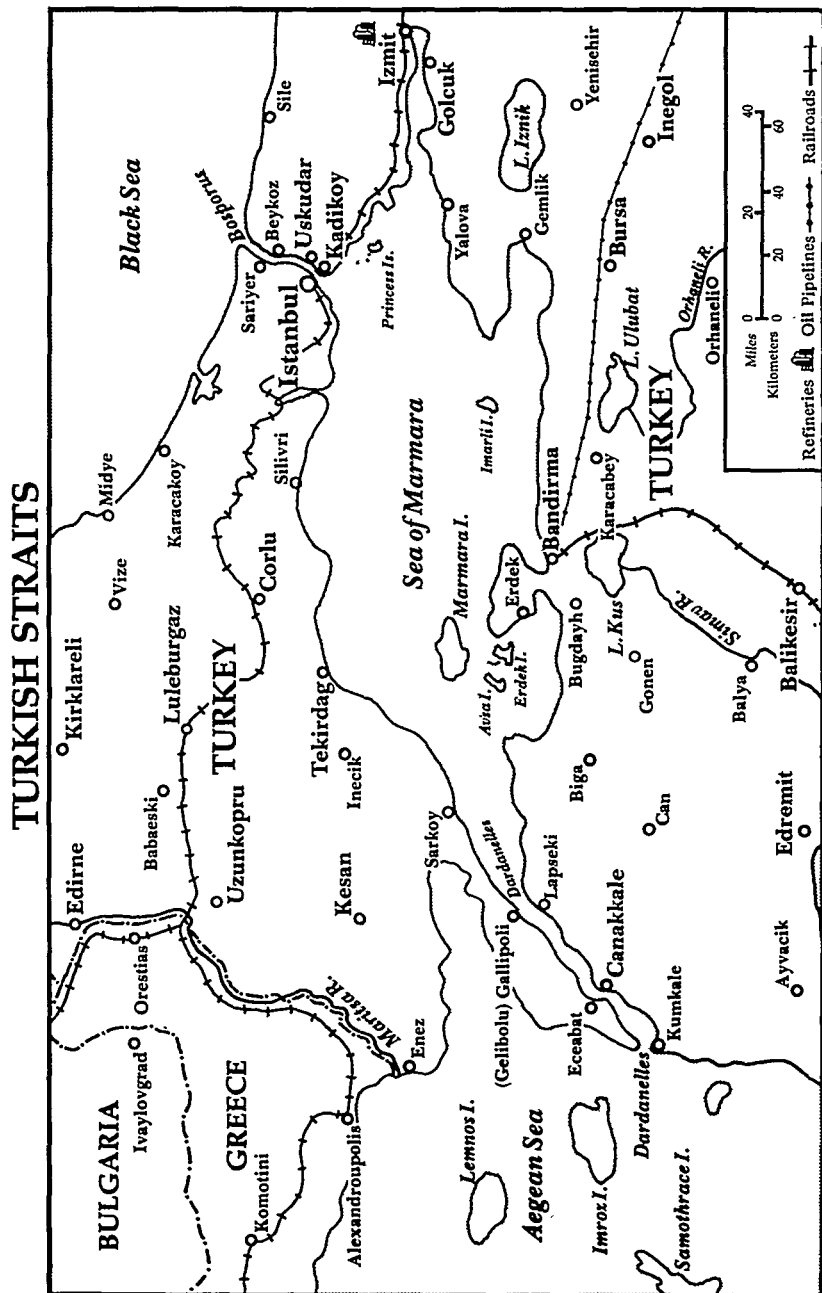 TURKISH STRAITS
BULGARIA
Ivaylovgrad
GREECE
Komotini
Alexandroupolis
Orestias
Edirne
Maritsa R.
Enez
Babaeski
Kirklareli
Luleburgaz
Uzunkopru
TURKEY
Kesan
Inecik
Tekirdag
Vize
Midye
Karacakoy
Corlu
Silivri
Black Sea
Bosporus
Sariyer
Beykoz
Sile
Istanbul
Uskudar
Kadikoy
Princess Is.
Izmit
Golcuk
Yalova
L. Iznik
Gemlik
Yenisehir
Inegol
Bursa
Orhaneli R.
Orhaneli
L. Ulubat
TURKEY
Sea of Marmara
Imarli I.
Marmara I.
Avisa I.
Erdek I.
Erdek
Bandirma
Karacabey
Bugdayh
L. Kus
Simav R.
Gonen
Balya
Balikesir
Sarkoy
Dardanelles
Lapseki
(Gelibolu) Gallipoli
Biga
Can
Canakkale
Eceabat
Kumkale
Dardanelles
Ayvacik
Edremit
Lemnos I.
Aegean Sea
Imroz I.
Samothrace I.
Miles
0 20 40
Kilometers
0 20 40 60
Refineries Oil Pipelines Railroads